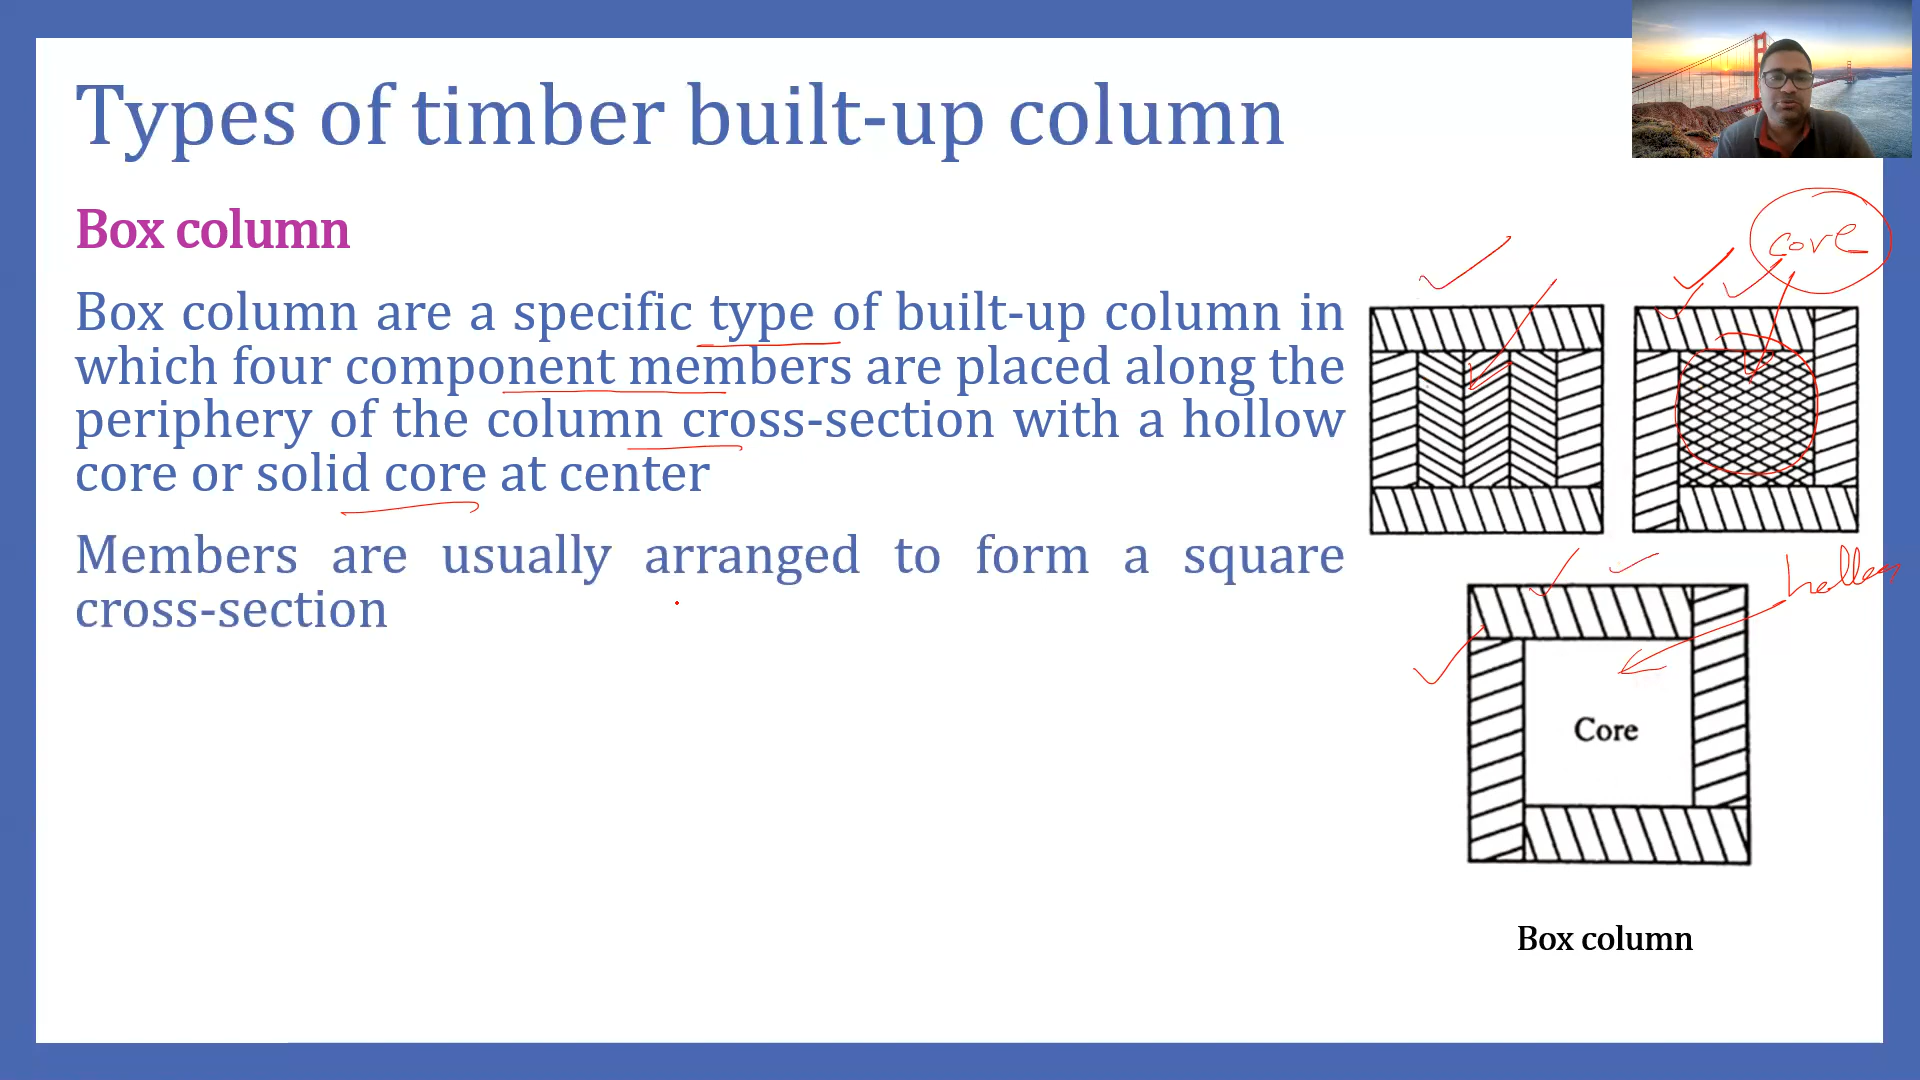 Types of timber built-up column
Box column
Box column are a specific type of built-up column in
which four component members are placed along the
periphery of the column cross-section with a hollow
core or solid core at center
Members are usually arranged to form a square
cross-section
core
Core
Box column